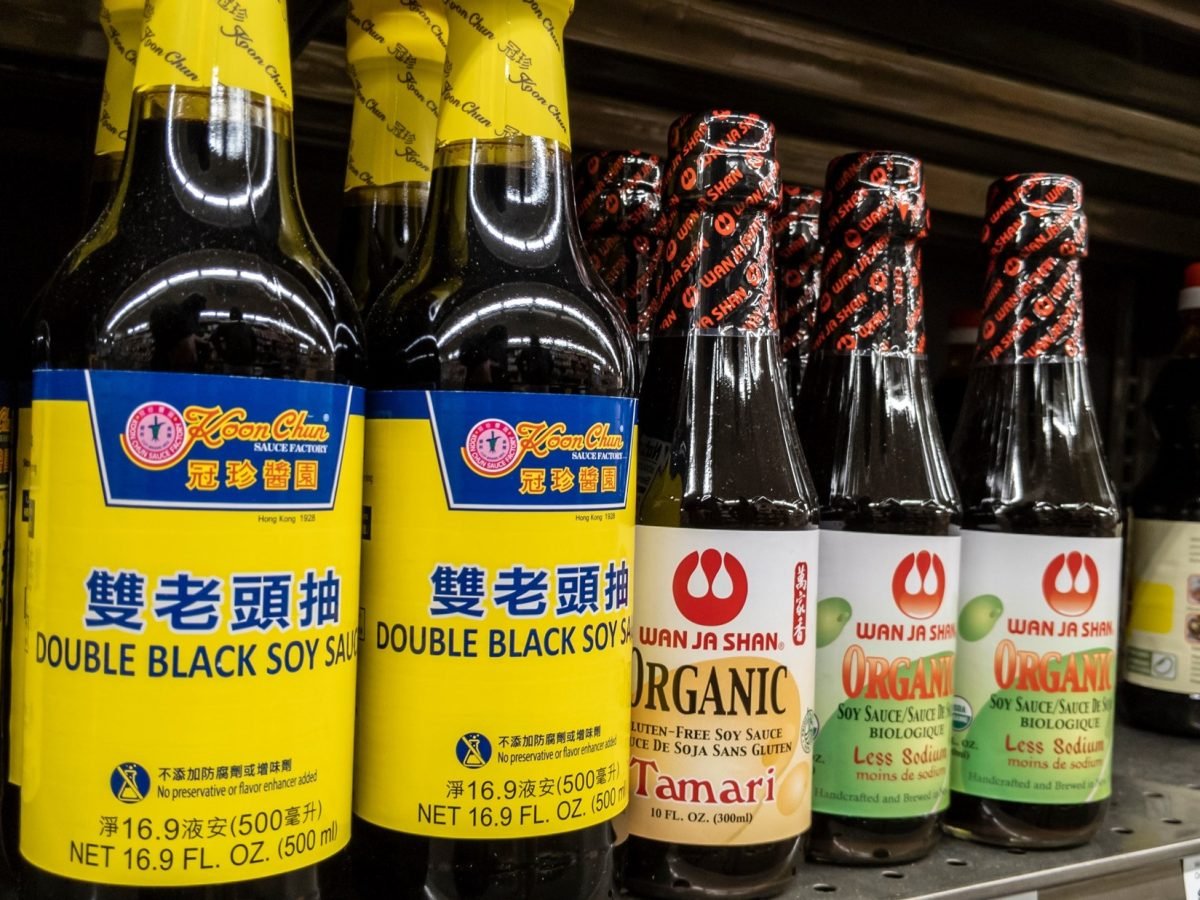 Koon Chun
SAUCE FACTORY
冠珍醬園
Hong Kong 1928
雙老頭抽
DOUBLE BLACK SOY SAUC
不添加防腐劑或增味劑
No preservative or flavor enhancer added
淨16.9液安(500毫升)
NET 16.9 FL. OZ. (500 ml)
Koon Chun
SAUCE FACTORY
冠珍醬園
Hong Kong 1928
雙老頭抽
DOUBLE BLACK SOY SA
不添加防腐劑或增味劑
No preservative or flavor enhancer added
淨16.9液安(500毫升)
NET 16.9 FL. OZ. (500 ml
WAN JA SHAN
萬家香
WAN JA SHAN®
ORGANIC
GLUTEN-FREE SOY SAUCE
UCE DE SOJA SANS GLUTEN
Tamari
10 FL. OZ. (300ml)
WAN JA SHAN
ORGANIC
SOY SAUCE/SAUCE DE S
BIOLOGIQUE
Less Sodium
moins de sodium
Handcrafted and Brewed in
WAN JA SHAN
ORGANIC
SOY SAUCE/SAUCE DE SOJ
BIOLOGIQUE
Less Sodium
moins de sodium
Handcrafted and Brewed in